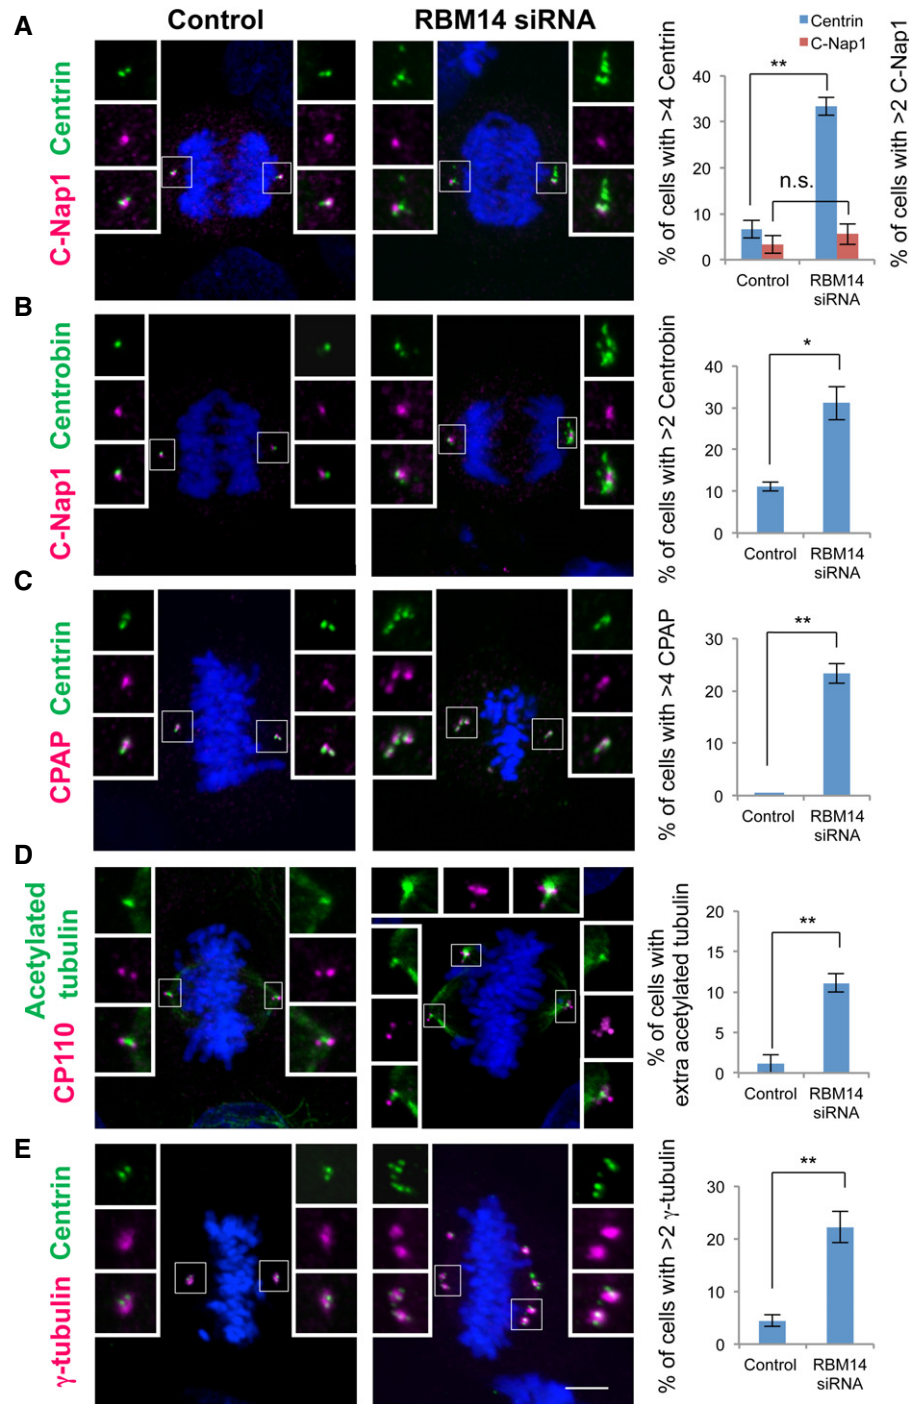 Control
RBM14 siRNA
A
C-Nap1 Centrin
% of cells with >4 Centrin
Centrin
C-Nap1
**
n.s.
40
30
20
10
0
Control
RBM14
siRNA
% of cells with >2 C-Nap1
B
C-Nap1 Centrobin
% of cells with >2 Centrobin
*
40
30
20
10
0
Control
RBM14
siRNA
C
CPAP Centrin
% of cells with >4 CPAP
**
30
20
10
0
Control
RBM14
siRNA
D
Acetylated
tubulin
CP110
% of cells with
extra acetylated tubulin
**
20
15
10
5
0
Control
RBM14
siRNA
E
γ-tubulin Centrin
% of cells with >2 γ-tubulin
**
30
20
10
0
Control
RBM14
siRNA